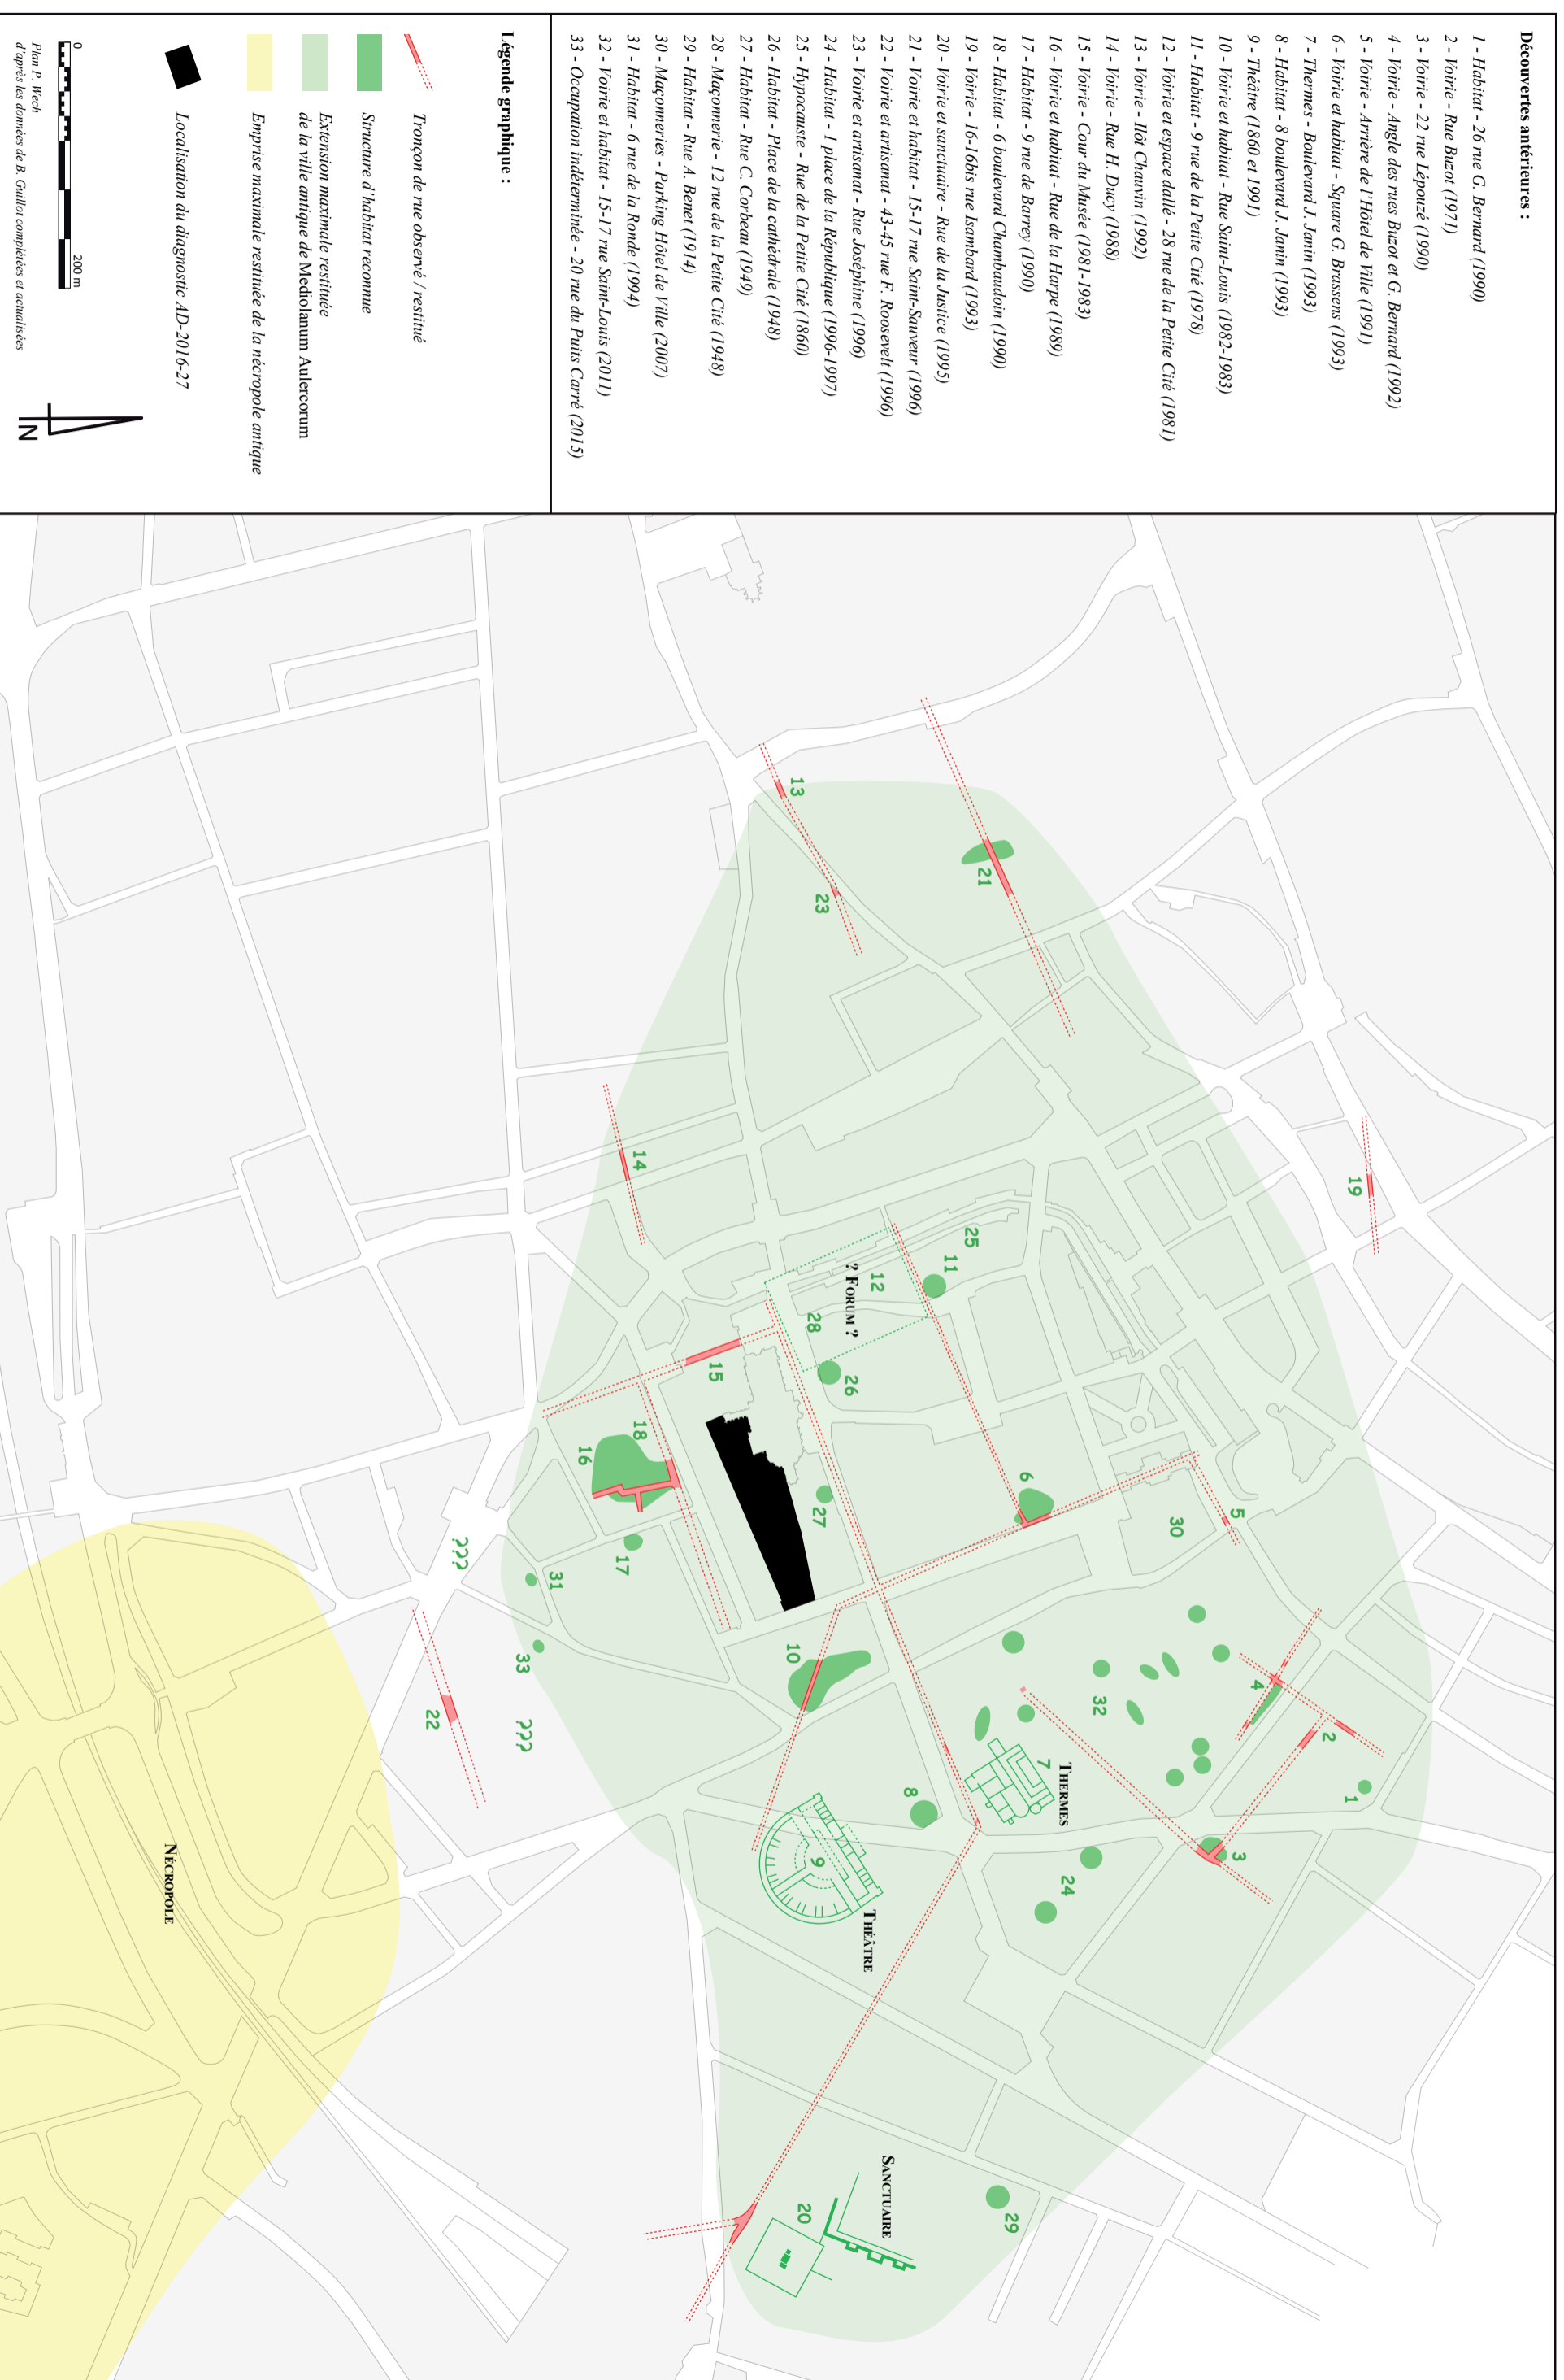 Découvertes antérieures :
1 - Habitat - 26 rue G. Bernard (1990)
2 - Voirie - Rue Buzot (1971)
3 - Voirie - 22 rue Lépouzé (1990)
4 - Voirie - Angle des rues Buzot et G. Bernard (1992)
5 - Voirie - Arrière de l'Hôtel de Ville (1991)
6 - Voirie et habitat - Square G. Brassens (1993)
7 - Thermes - Boulevard J. Janin (1993)
8 - Habitat - 8 boulevard J. Janin (1993)
9 - Théâtre (1860 et 1991)
10 - Voirie et habitat - Rue Saint-Louis (1982-1983)
11 - Habitat - 9 rue de la Petite Cité (1978)
12 - Voirie et espace dallé - 28 rue de la Petite Cité (1981)
13 - Voirie - Ilôt Chauvin (1992)
14 - Voirie - Rue H. Ducy (1988)
15 - Voirie - Cour du Musée (1981-1983)
16 - Voirie et habitat - Rue de la Harpe (1989)
17 - Habitat - 9 rue de Barrey (1990)
18 - Habitat - 6 boulevard Chambaudoin (1990)
19 - Voirie - 16-16bis rue Isambard (1993)
20 - Voirie et sanctuaire - Rue de la Justice (1995)
21 - Voirie et habitat - 15-17 rue Saint-Sauveur (1996)
22 - Voirie et artisanat - 43-45 rue F. Roosevelt (1996)
23 - Voirie et artisanat - Rue Joséphine (1996)
24 - Habitat - 1 place de la République (1996-1997)
25 - Hypocauste - Rue de la Petite Cité (1860)
26 - Habitat - Place de la cathédrale (1948)
27 - Habitat - Rue C. Corbeau (1949)
28 - Maçonnerie - 12 rue de la Petite Cité (1948)
29 - Habitat - Rue A. Benet (1914)
30 - Maçonneries - Parking Hôtel de Ville (2007)
31 - Habitat - 6 rue de la Ronde (1994)
32 - Voirie et habitat - 15-17 rue Saint-Louis (2011)
33 - Occupation indéterminée - 20 rue du Puits Carré (2015)
Légende graphique :
Tronçon de rue observé / restitué
Structure d'habitat reconnue
Extension maximale restituée
de la ville antique de Mediolanum Aulercorum
Emprise maximale restituée de la nécropole antique
Localisation du diagnostic AD-2016-27
0
200 m
Plan P. Wech
d'après les données de B. Guillot complétées et actualisées
N
19
21
13
23
14
25
11
12
? Forum ?
28
26
15
18
16
27
17
31
6
5
30
4
2
1
3
32
7
Thermes
24
8
10
9
Théâtre
33
???
???
22
Nécropole
Sanctuaire
20
29